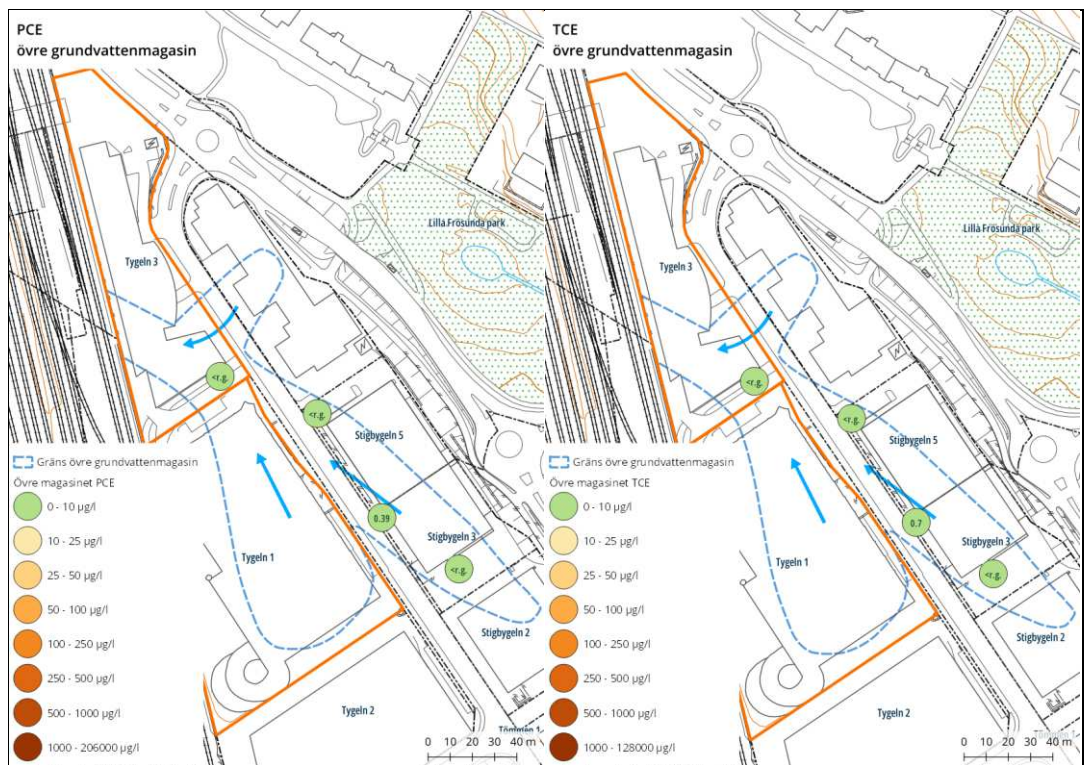 PCE
övre grundvattenmagasin
Lilla Frösunda park
Tygeln 3
<r.g.
<r.g.
Stigbygeln 5
0.39
Stigbygeln 3
<r.g.
Tygeln 1
Stigbygeln 2
Tygeln 2
Tömmen 1
Gräns övre grundvattenmagasin
Övre magasinet PCE
0 - 10 µg/l
10 - 25 µg/l
25 - 50 µg/l
50 - 100 µg/l
100 - 250 µg/l
250 - 500 µg/l
500 - 1000 µg/l
1000 - 206000 µg/l
0 10 20 30 40 m
TCE
övre grundvattenmagasin
Lilla Frösunda park
Tygeln 3
<r.g.
<r.g.
Stigbygeln 5
0.7
Stigbygeln 3
<r.g.
Tygeln 1
Stigbygeln 2
Tygeln 2
Tömmen 1
Gräns övre grundvattenmagasin
Övre magasinet TCE
0 - 10 µg/l
10 - 25 µg/l
25 - 50 µg/l
50 - 100 µg/l
100 - 250 µg/l
250 - 500 µg/l
500 - 1000 µg/l
1000 - 128000 µg/l
0 10 20 30 40 m